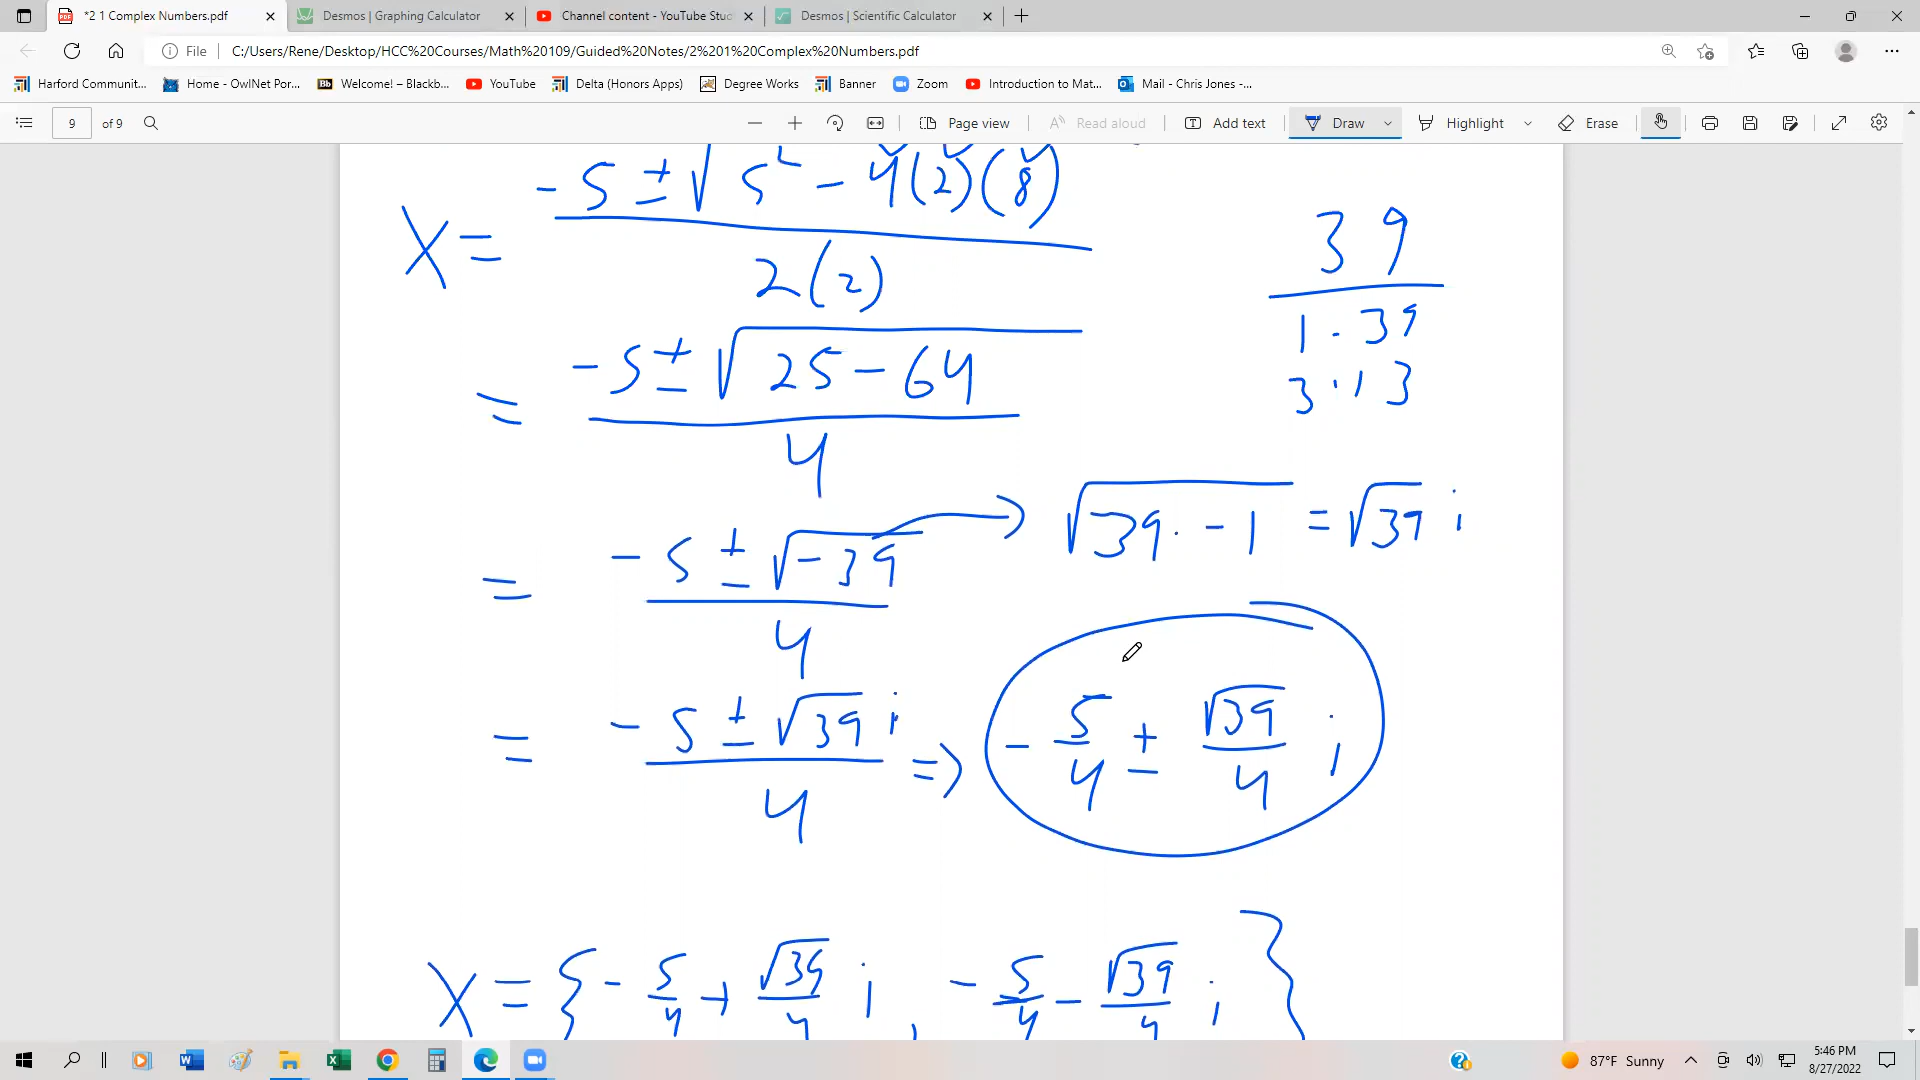 *2 1 Complex Numbers.pdf
Desmos | Graphing Calculator
Channel content - YouTube Stu
Desmos | Scientific Calculator
File
C:/Users/Rene/Desktop/HCC%20Courses/Math%20109/Guided%20Notes/2%201%20Complex%20Numbers.pdf
Harford Communit...
Home - OwlNet Por...
Bb Welcome! – Blackb...
YouTube
Delta (Honors Apps)
Degree Works
Banner
Zoom
Introduction to Mat...
Mail - Chris Jones -...
9 of 9
Page view
Read aloud
Add text
Draw
Highlight
Erase
X = (-5 ± √(5² - 4(2)(8))) / 2(2)
39
1 · 39
3 · 13
= (-5 ± √(25 - 64)) / 4
= (-5 ± √(-39)) / 4 → √(39 · -1) = √39 i
= (-5 ± √39 i) / 4 => -5/4 ± √39/4 i
X = { -5/4 + √39/4 i , -5/4 - √39/4 i }
87°F Sunny
5:46 PM
8/27/2022